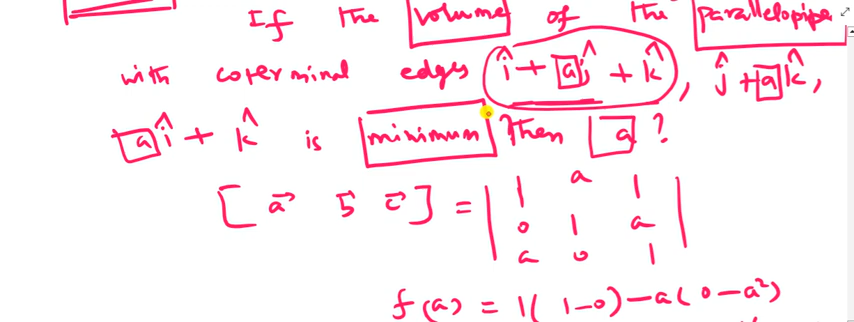 If the volume of the parallelopipe
with coterminal edges î + aĵ + k̂ , ĵ + ak̂ ,
aî + k̂ is minimum Then a ?
[ a⃗ b⃗ c⃗ ] = | 1 a 1 |
| 0 1 a |
| a 0 1 |
f(a) = 1( 1-0) - a( 0 - a²)